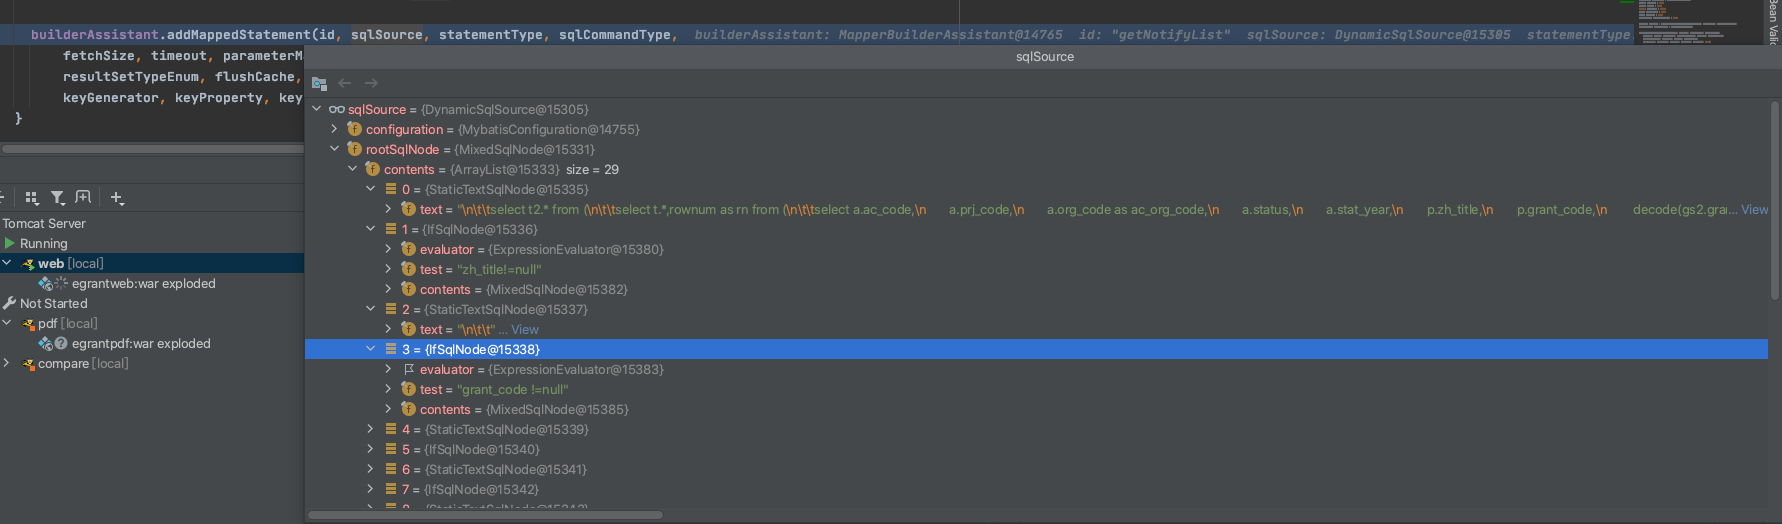 builderAssistant.addMappedStatement(id, sqlSource, statementType, sqlCommandType,  builderAssistant: MapperBuilderAssistant@14765  id: "getNotifyList"  sqlSource: DynamicSqlSource@15305  statementType
fetchSize, timeout, parameterM
resultSetTypeEnum, flushCache,
keyGenerator, keyProperty, key
}
Bean Valid
sqlSource
sqlSource = {DynamicSqlSource@15305}
configuration = {MybatisConfiguration@14755}
rootSqlNode = {MixedSqlNode@15331}
contents = {ArrayList@15333}  size = 29
0 = {StaticTextSqlNode@15335}
text = "\n\t\tselect t2.* from (\n\t\tselect t.*,rownum as rn from (\n\t\tselect a.ac_code,\n      a.prj_code,\n      a.org_code as ac_org_code,\n      a.status,\n      a.stat_year,\n      p.zh_title,\n      p.grant_code,\n       decode(gs2.gra... View
1 = {IfSqlNode@15336}
evaluator = {ExpressionEvaluator@15380}
test = "zh_title!=null"
contents = {MixedSqlNode@15382}
2 = {StaticTextSqlNode@15337}
text = "\n\t\t" ... View
3 = {IfSqlNode@15338}
evaluator = {ExpressionEvaluator@15383}
test = "grant_code !=null"
contents = {MixedSqlNode@15385}
4 = {StaticTextSqlNode@15339}
5 = {IfSqlNode@15340}
6 = {StaticTextSqlNode@15341}
7 = {IfSqlNode@15342}
8 = {StaticTextSqlNode@15343}
Tomcat Server
Running
web [local]
egrantweb:war exploded
Not Started
pdf [local]
egrantpdf:war exploded
compare [local]